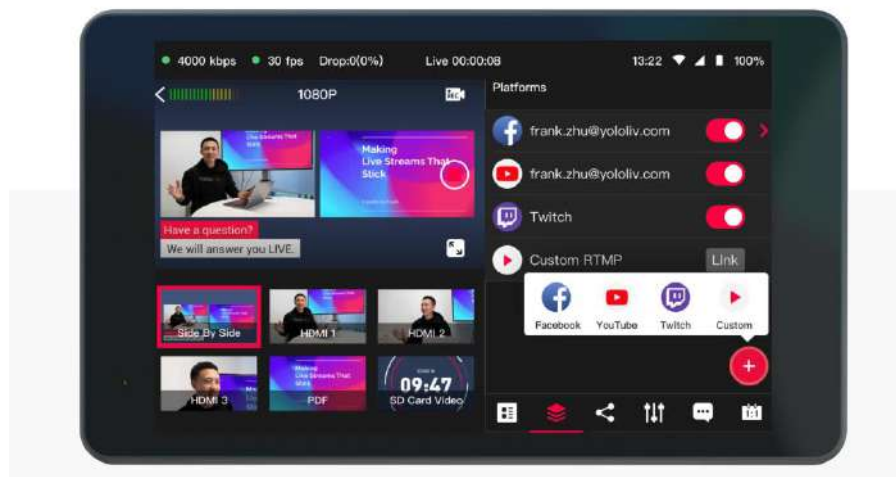 4000 kbps 30 fps Drop:0(0%) Live 00:00:08 13:22 100%
1080P
REC
Making
Live Streams That
Stick
Have a question?
We will answer you LIVE.
Side By Side
HDMI 1
HDMI 2
HDMI 3
PDF
09:47
SD Card Video
Platforms
frank.zhu@yololiv.com
frank.zhu@yololiv.com
Twitch
Custom RTMP Link
Facebook YouTube Twitch Custom
+
1:1